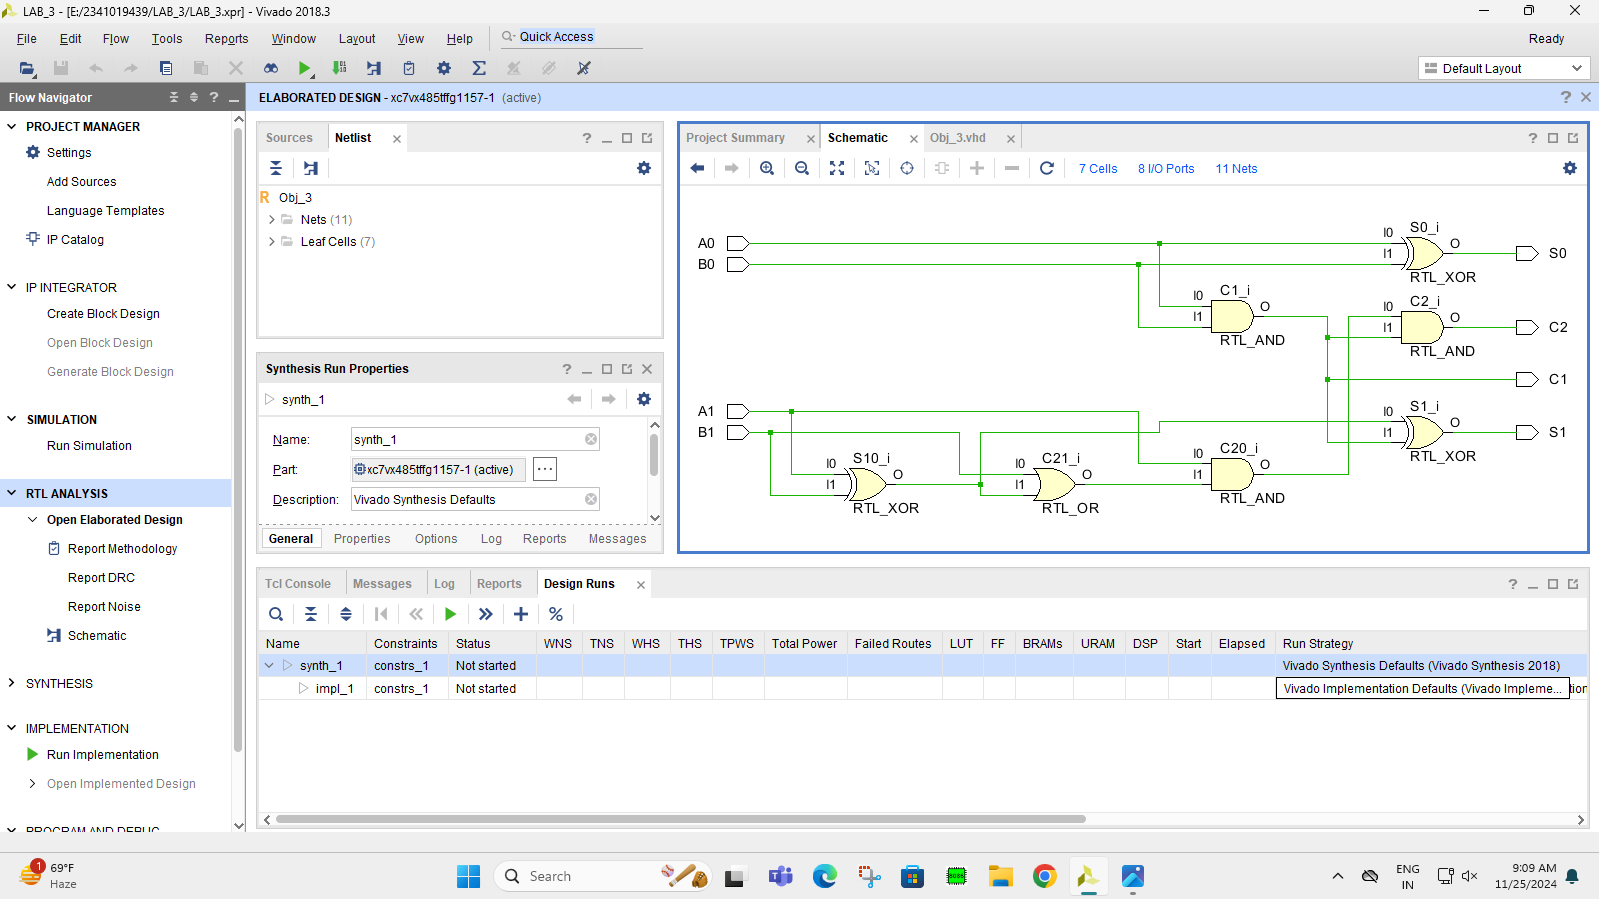 LAB_3 - [E:/2341019439/LAB_3/LAB_3.xpr] - Vivado 2018.3
File Edit Flow Tools Reports Window Layout View Help Quick Access Ready
Default Layout
Flow Navigator
PROJECT MANAGER
Settings
Add Sources
Language Templates
IP Catalog
IP INTEGRATOR
Create Block Design
Open Block Design
Generate Block Design
SIMULATION
Run Simulation
RTL ANALYSIS
Open Elaborated Design
Report Methodology
Report DRC
Report Noise
Schematic
SYNTHESIS
IMPLEMENTATION
Run Implementation
Open Implemented Design
PROGRAM AND DEBUG
ELABORATED DESIGN - xc7vx485tffg1157-1 (active)
Sources Netlist
Obj_3
Nets (11)
Leaf Cells (7)
Synthesis Run Properties
synth_1
Name: synth_1
Part: xc7vx485tffg1157-1 (active)
Description: Vivado Synthesis Defaults
General Properties Options Log Reports Messages
Project Summary Schematic Obj_3.vhd
7 Cells 8 I/O Ports 11 Nets
A0
B0
A1
B1
S0_i
I0
I1
O
RTL_XOR
S0
C1_i
I0
I1
O
RTL_AND
C2_i
I0
I1
O
RTL_AND
C2
C1
S1_i
I0
I1
O
RTL_XOR
S1
S10_i
I0
I1
O
RTL_XOR
C21_i
I0
I1
O
RTL_OR
C20_i
I0
I1
O
RTL_AND
Tcl Console Messages Log Reports Design Runs
Name Constraints Status WNS TNS WHS THS TPWS Total Power Failed Routes LUT FF BRAMs URAM DSP Start Elapsed Run Strategy
synth_1 constrs_1 Not started Vivado Synthesis Defaults (Vivado Synthesis 2018)
impl_1 constrs_1 Not started Vivado Implementation Defaults (Vivado Impleme... tion
1
69°F
Haze
Search
8086
ENG
IN
9:09 AM
11/25/2024